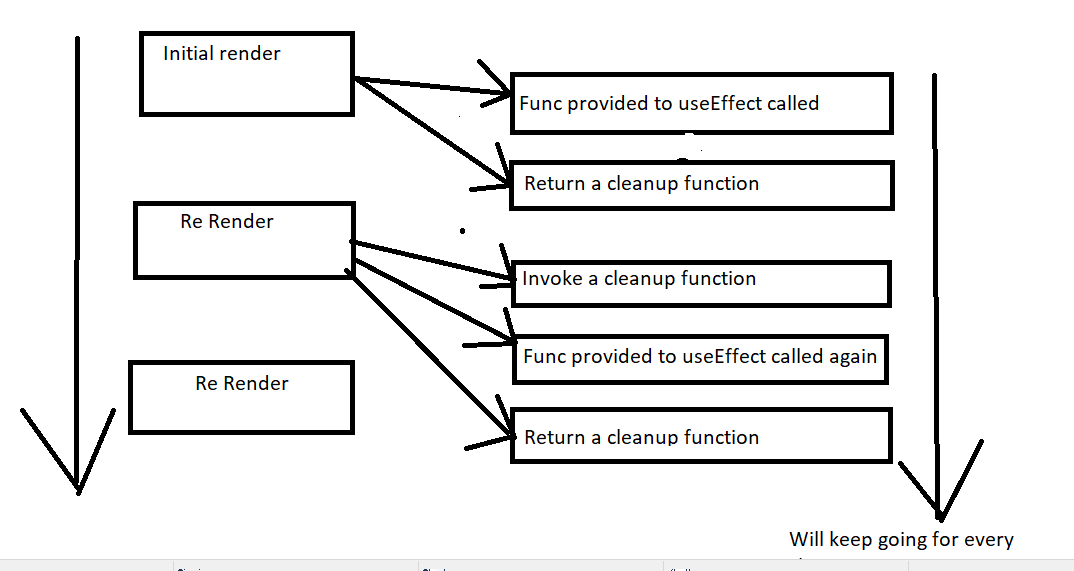 Initial render
Func provided to useEffect called
Return a cleanup function
Re Render
Invoke a cleanup function
Func provided to useEffect called again
Re Render
Return a cleanup function
Will keep going for every